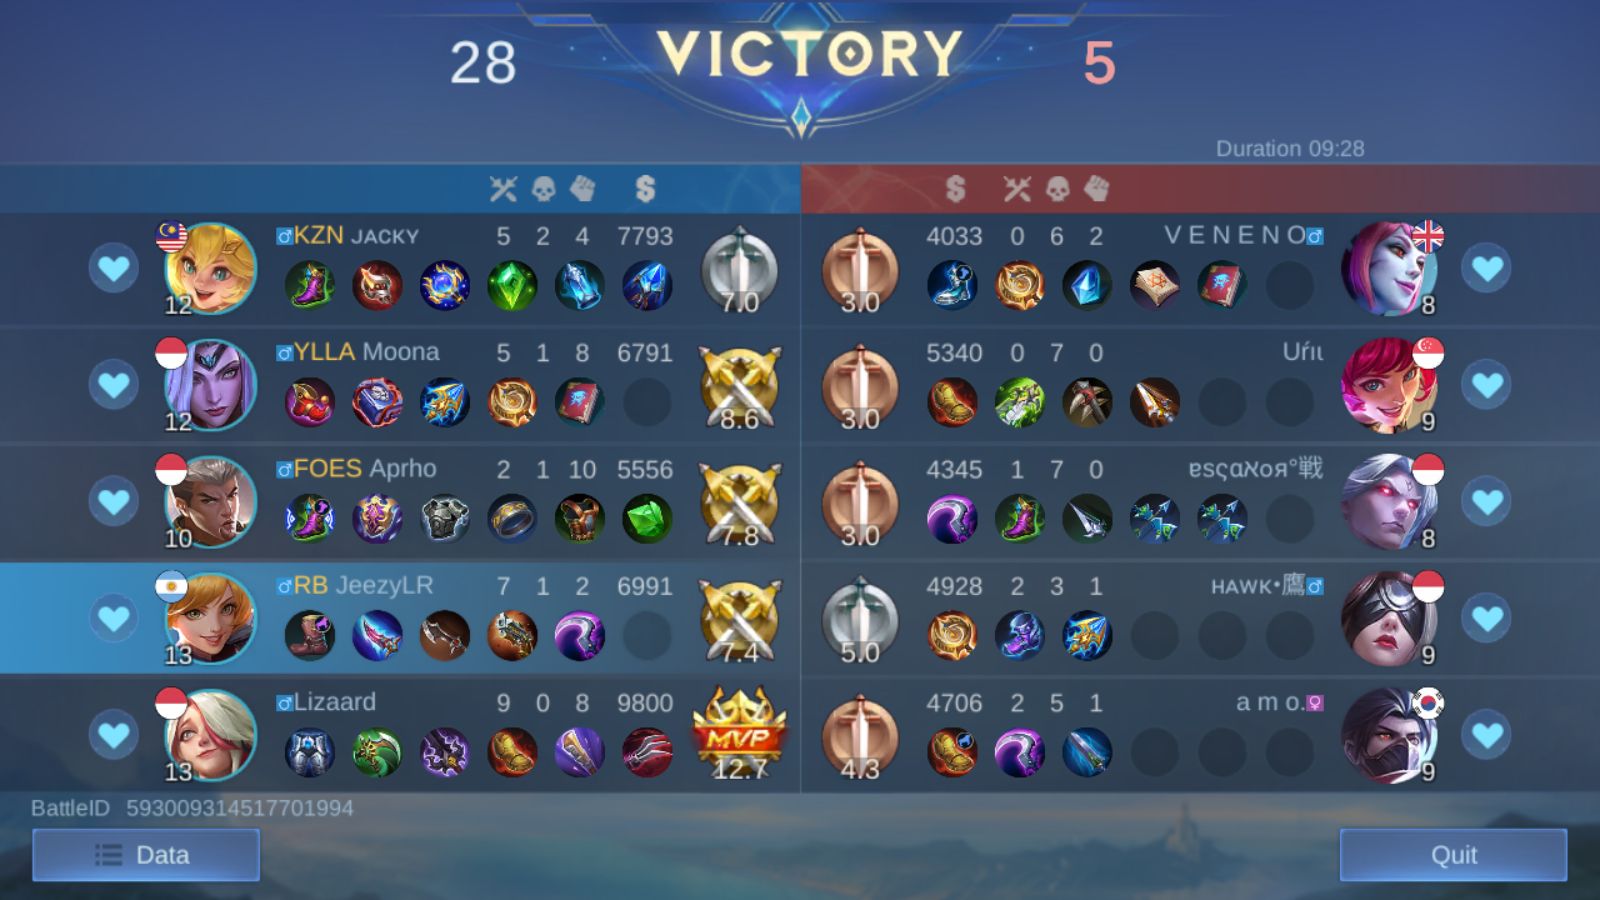 28 VICTORY 5
Duration 09:28
KZN JACKY 5 2 4 7793
12 7.0
3.0 4033 0 6 2 V E N E N O
8
YLLA Moona 5 1 8 6791
12 8.6
3.0 5340 0 7 0 Uŕıt
9
FOES Aprho 2 1 10 5556
10 7.8
3.0 4345 1 7 0
8
RB JeezyLR 7 1 2 6991
13 7.4
5.0 4928 2 3 1 HAWK•鷹
9
Lizaard 9 0 8 9800
13 MVP 12.7
4.3 4706 2 5 1 a m o.
9
BattleID 593009314517701994
Data
Quit